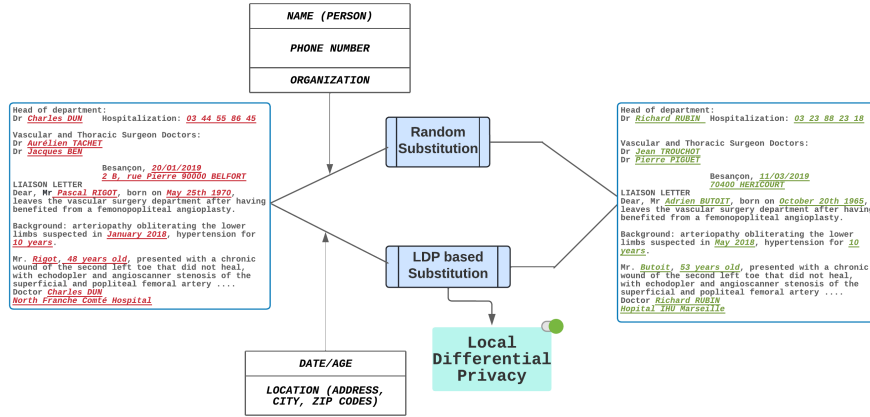 NAME (PERSON)
PHONE NUMBER
ORGANIZATION
Head of department:
Dr Charles DUN Hospitalization: 03 44 55 86 45
Vascular and Thoracic Surgeon Doctors:
Dr Aurélien TACHET
Dr Jacques BEN
Besançon, 20/01/2019
2 B, rue Pierre 90000 BELFORT
LIAISON LETTER
Dear, Mr Pascal RIGOT, born on May 25th 1970,
leaves the vascular surgery department after having
benefited from a femonopopliteal angioplasty.
Background: arteriopathy obliterating the lower
limbs suspected in January 2018, hypertension for
10 years.
Mr. Rigot, 48 years old, presented with a chronic
wound of the second left toe that did not heal,
with echodopler and angioscanner stenosis of the
superficial and popliteal femoral artery ....
Doctor Charles DUN
North Franche Comté Hospital
Random
Substitution
LDP based
Substitution
Local
Differential
Privacy
DATE/AGE
LOCATION (ADDRESS,
CITY, ZIP CODES)
Head of department:
Dr Richard RUBIN Hospitalization: 03 23 88 23 18
Vascular and Thoracic Surgeon Doctors:
Dr Jean TROUCHOT
Dr Pierre PIGUET
Besançon, 11/03/2019
70400 HERICOURT
LIAISON LETTER
Dear, Mr Adrien BUTOIT, born on October 20th 1965,
leaves the vascular surgery department after having
benefited from a femonopopliteal angioplasty.
Background: arteriopathy obliterating the lower
limbs suspected in May 2018, hypertension for 10
years.
Mr. Butoit, 53 years old, presented with a chronic
wound of the second left toe that did not heal,
with echodopler and angioscanner stenosis of the
superficial and popliteal femoral artery ....
Doctor Richard RUBIN
Hopital IHU Marseille